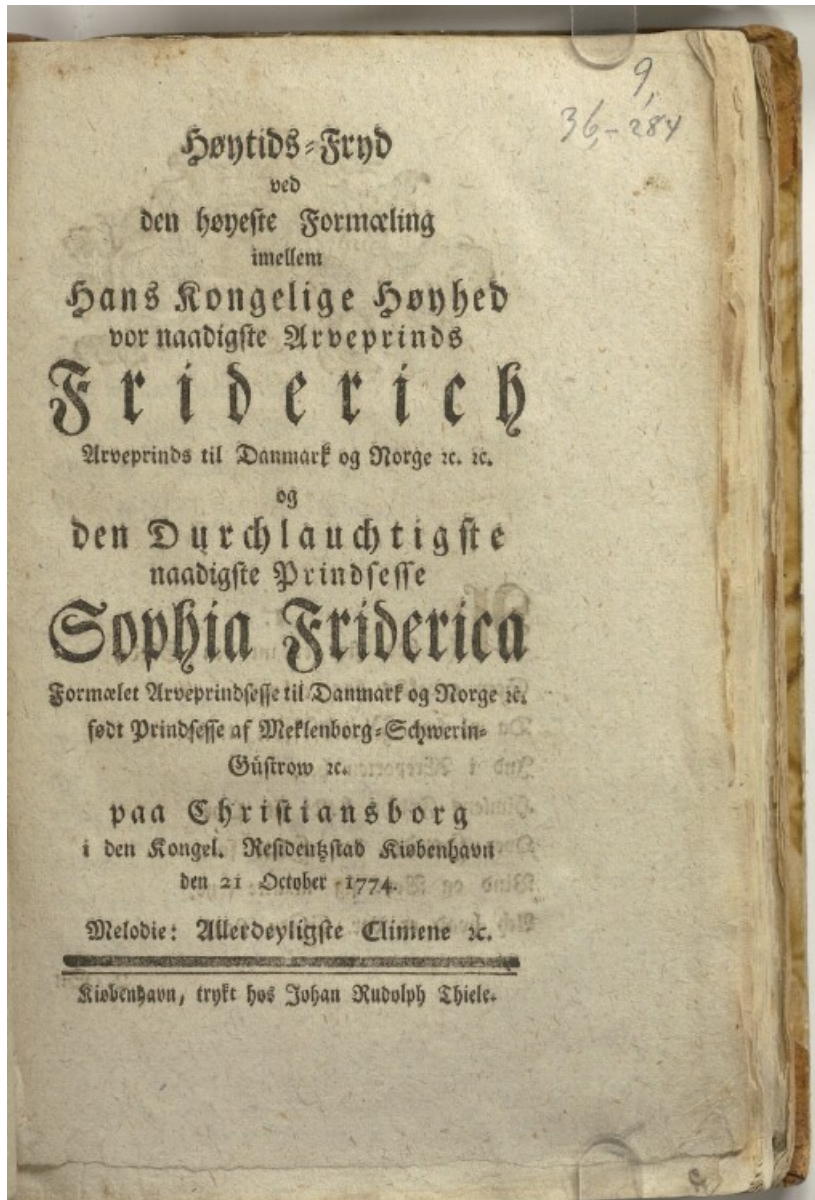 9,
36,-284
Høytids-Fryd
ved
den høyeste Formæling
imellem
Hans Kongelige Høyhed
vor naadigste Arveprinds
Friderich
Arveprinds til Danmark og Norge ꝛc. ꝛc.
og
den Durchlauchtigste
naadigste Prindsesse
Sophia Friderica
Formælet Arveprindsesse til Danmark og Norge ꝛc.
født Prindsesse af Meklenborg-Schwerin-
Güstrow ꝛc.
paa Christiansborg
i den Kongel. Residentzstad Kiøbenhavn
den 21 October 1774.
Melodie: Allerdeyligste Climene ꝛc.
Kiøbenhavn, trykt hos Johan Rudolph Thiele.